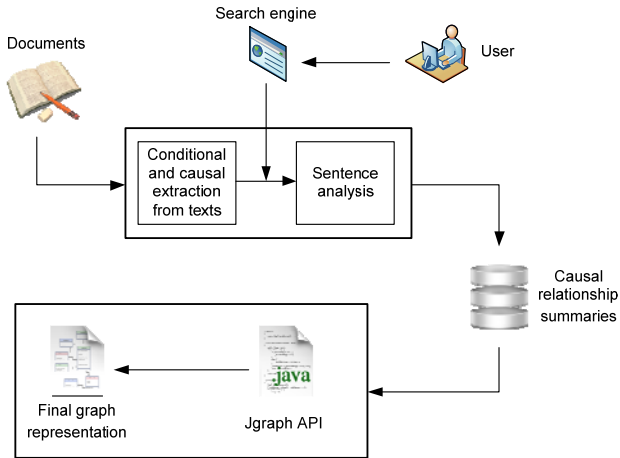 Search engine
Documents
User
Conditional
and causal
extraction
from texts
Sentence
analysis
Causal
relationship
summaries
.java
Final graph
representation
Jgraph API